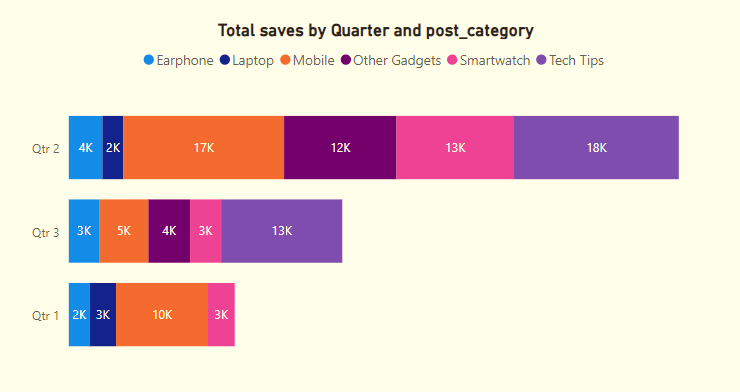 Total saves by Quarter and post_category
Earphone Laptop Mobile Other Gadgets Smartwatch Tech Tips
Qtr 2 4K 2K 17K 12K 13K 18K
Qtr 3 3K 5K 4K 3K 13K
Qtr 1 2K 3K 10K 3K